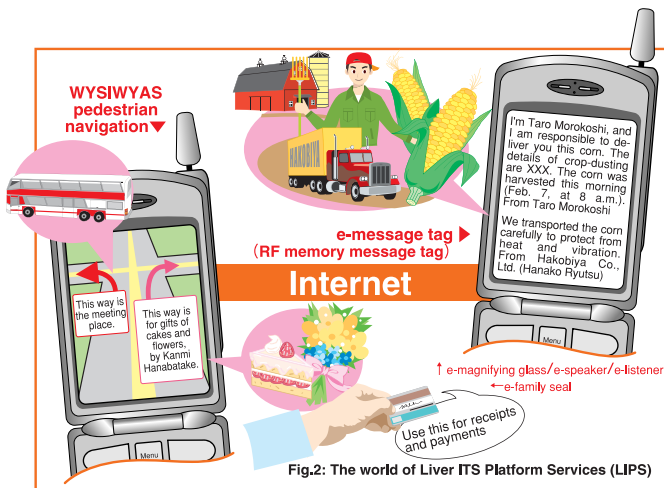 WYSIWYAS
pedestrian
navigation▼
HAKOBIYA
I'm Taro Morokoshi, and
I am responsible to de-
liver you this corn. The
details of crop-dusting
are XXX. The corn was
harvested this morning
(Feb. 7, at 8 a.m.).
From Taro Morokoshi
We transported the corn
carefully to protect from
heat and vibration.
From Hakobiya Co.,
Ltd. (Hanako Ryutsu)
e-message tag ▶
(RF memory message tag)
Internet
This way is
the meeting
place.
This way is
for gifts of
cakes and
flowers,
by Kanmi
Hanabatake.
Menu
Menu
↑ e-magnifying glass/e-speaker/e-listener
←e-family seal
Use this for receipts
and payments
Fig.2: The world of Liver ITS Platform Services (LIPS)